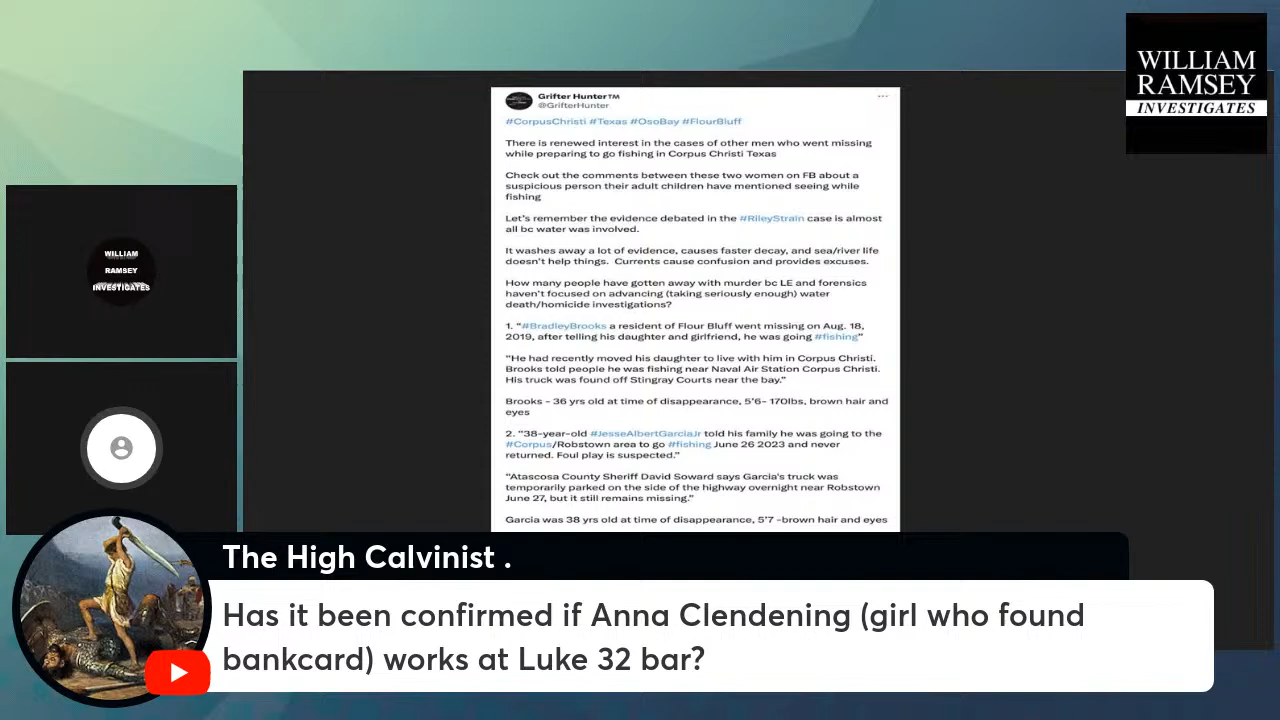 WILLIAM
RAMSEY
INVESTIGATES
Grifter Hunter™
@GrifterHunter
#CorpusChristi #Texas #OsoBay #FlourBluff
There is renewed interest in the cases of other men who went missing
while preparing to go fishing in Corpus Christi Texas
Check out the comments between these two women on FB about a
suspicious person their adult children have mentioned seeing while
fishing
Let's remember the evidence debated in the #RileyStrain case is almost
all bc water was involved.
It washes away a lot of evidence, causes faster decay, and sea/river life
doesn't help things. Currents cause confusion and provides excuses.
How many people have gotten away with murder bc LE and forensics
haven't focused on advancing (taking seriously enough) water
death/homicide investigations?
1. “#BradleyBrooks a resident of Flour Bluff went missing on Aug. 18,
2019, after telling his daughter and girlfriend, he was going #fishing”
“He had recently moved his daughter to live with him in Corpus Christi.
Brooks told people he was fishing near Naval Air Station Corpus Christi.
His truck was found off Stingray Courts near the bay.”
Brooks - 36 yrs old at time of disappearance, 5'6- 170lbs, brown hair and
eyes
2. “38-year-old #JesseAlbertGarciaJr told his family he was going to the
#Corpus/Robstown area to go #fishing June 26 2023 and never
returned. Foul play is suspected.”
“Atascosa County Sheriff David Soward says Garcia's truck was
temporarily parked on the side of the highway overnight near Robstown
June 27, but it still remains missing.”
Garcia was 38 yrs old at time of disappearance, 5'7 -brown hair and eyes
WILLIAM
RAMSEY
INVESTIGATES
The High Calvinist .
Has it been confirmed if Anna Clendening (girl who found
bankcard) works at Luke 32 bar?